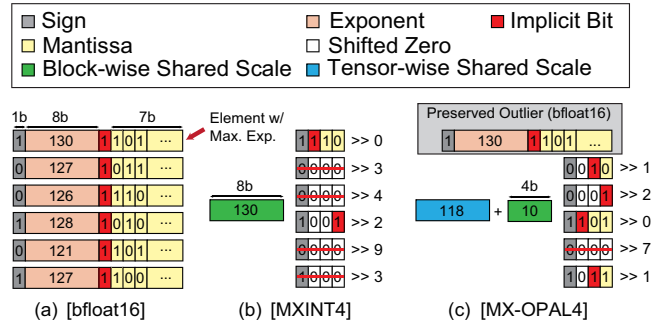 Sign Exponent Implicit Bit
Mantissa Shifted Zero
Block-wise Shared Scale Tensor-wise Shared Scale
1b 8b 7b
1 130 1 1 0 1 ...
0 127 1 0 1 1 ...
0 126 1 1 1 0 ...
1 128 1 0 1 0 ...
0 121 1 1 0 1 ...
1 127 1 1 0 0 ...
Element w/
Max. Exp.
(a) [bfloat16]
8b
130
1 1 1 0 >> 0
0 0 0 0 >> 3
0 0 0 0 >> 4
1 0 0 1 >> 2
0 0 0 0 >> 9
1 0 0 0 >> 3
(b) [MXINT4]
Preserved Outlier (bfloat16)
1 130 1 1 0 1 ...
4b
118 + 10
0 0 1 0 >> 1
0 0 0 1 >> 2
1 1 0 1 >> 0
0 0 0 0 >> 7
1 0 1 1 >> 1
(c) [MX-OPAL4]